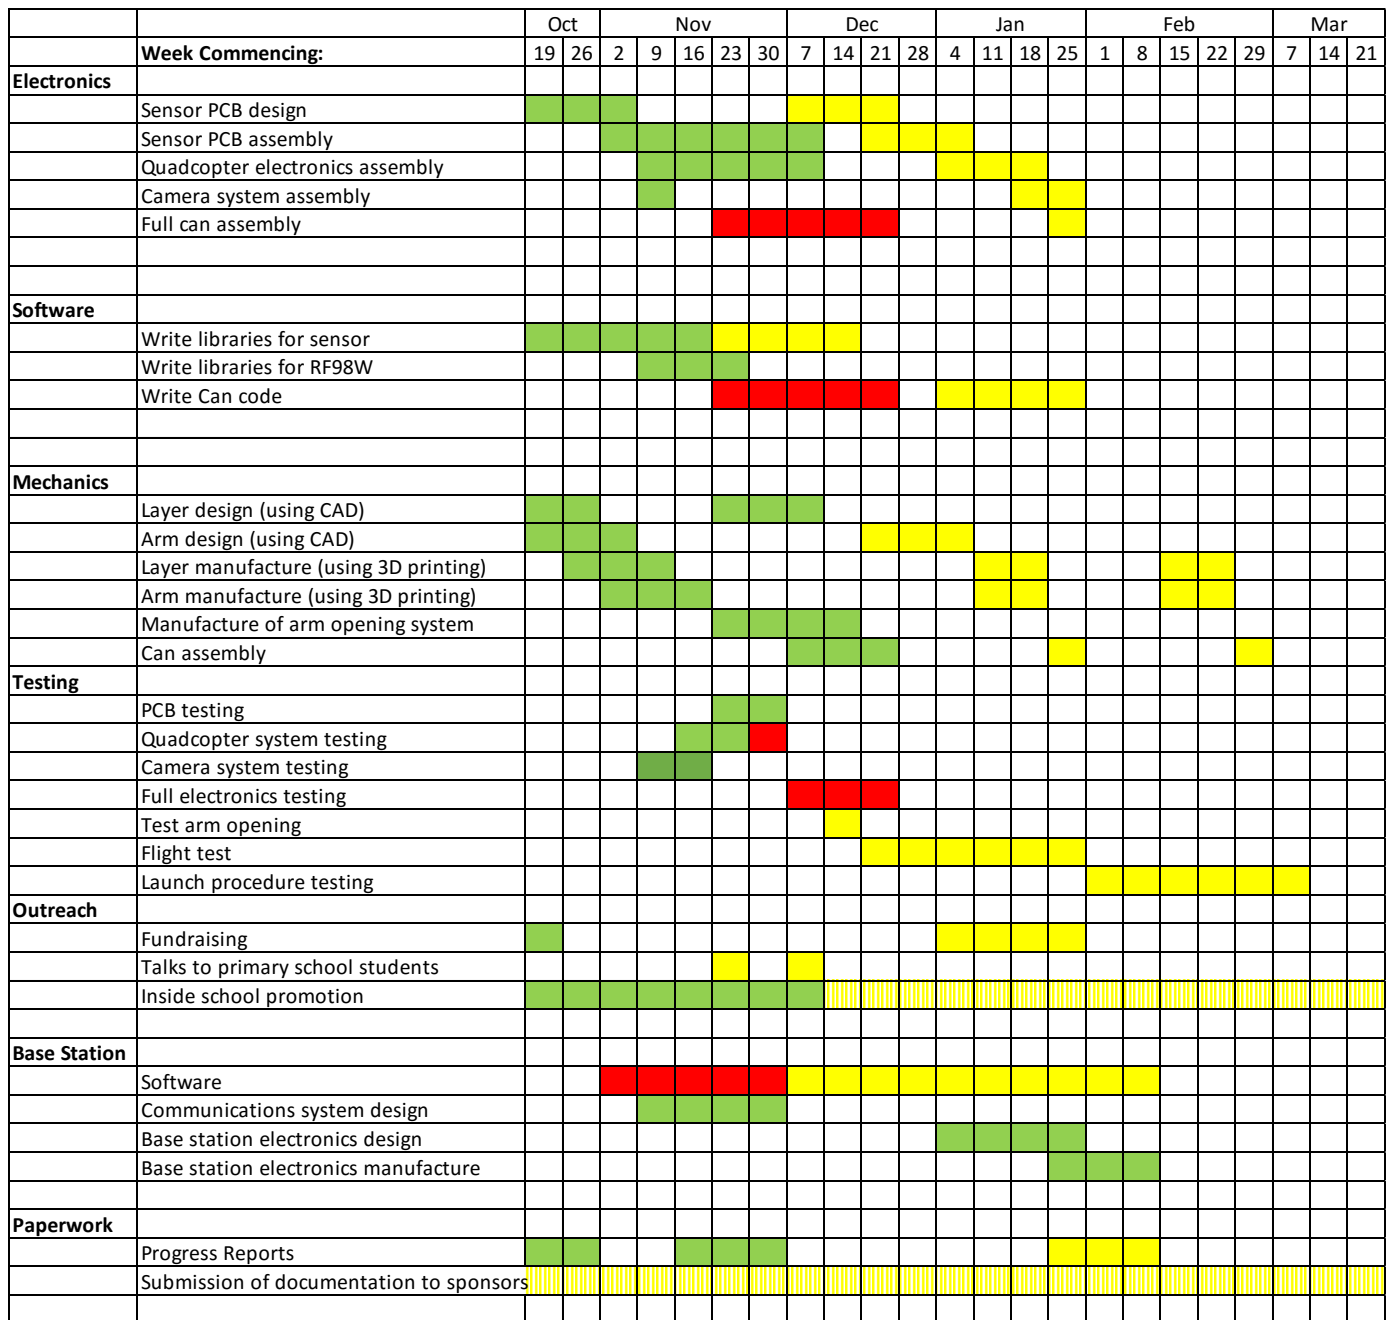 Oct Nov Dec Jan Feb Mar
Week Commencing: 19 26 2 9 16 23 30 7 14 21 28 4 11 18 25 1 8 15 22 29 7 14 21
Electronics
Sensor PCB design
Sensor PCB assembly
Quadcopter electronics assembly
Camera system assembly
Full can assembly
Software
Write libraries for sensor
Write libraries for RF98W
Write Can code
Mechanics
Layer design (using CAD)
Arm design (using CAD)
Layer manufacture (using 3D printing)
Arm manufacture (using 3D printing)
Manufacture of arm opening system
Can assembly
Testing
PCB testing
Quadcopter system testing
Camera system testing
Full electronics testing
Test arm opening
Flight test
Launch procedure testing
Outreach
Fundraising
Talks to primary school students
Inside school promotion
Base Station
Software
Communications system design
Base station electronics design
Base station electronics manufacture
Paperwork
Progress Reports
Submission of documentation to sponsors